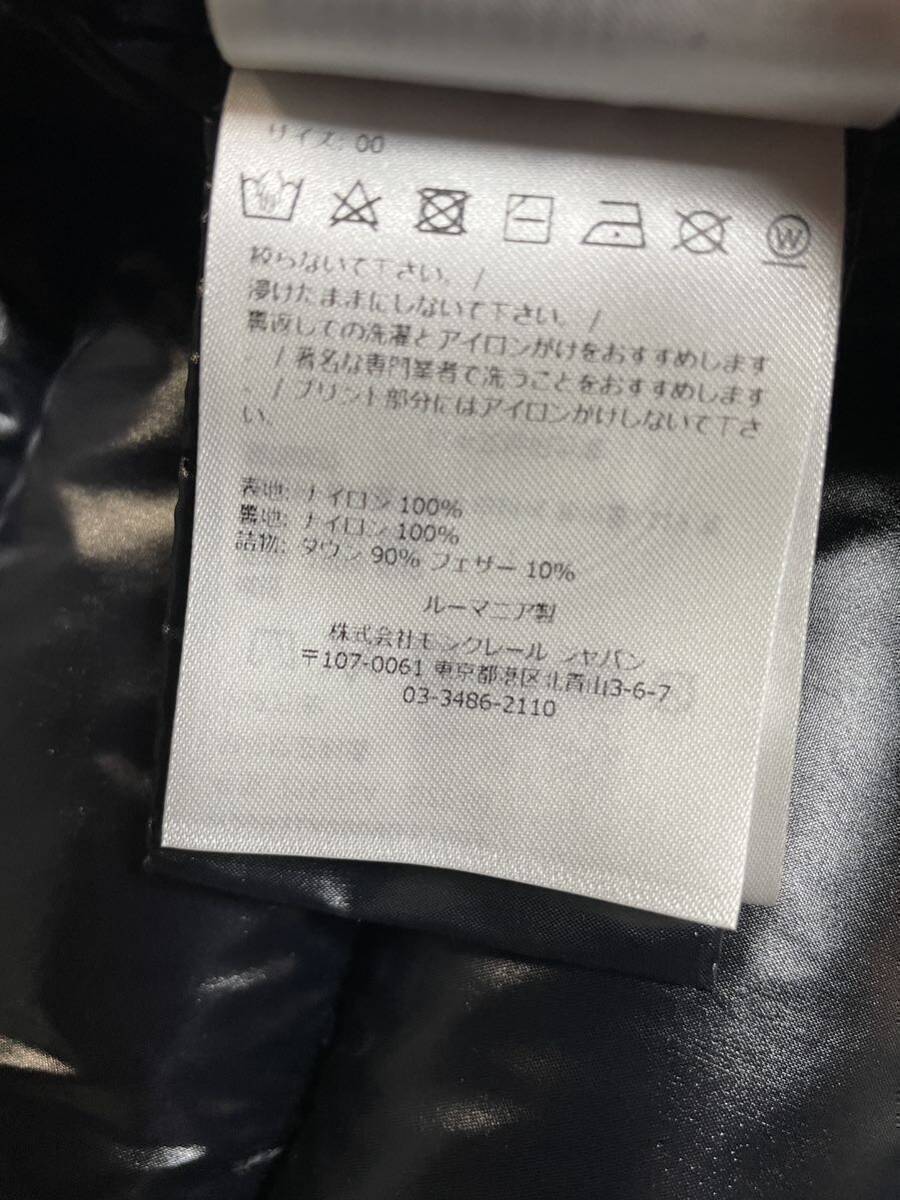 サイズ: 00
W
絞らないで下さい。/
浸けたままにしないで下さい。/
裏返しての洗濯とアイロンがけをおすすめします
。/ 著名な専門業者で洗うことをおすすめします
。/ プリント部分にはアイロンがけしないで下さ
い。
表地: ナイロン 100%
裏地: ナイロン 100%
詰物: ダウン 90% フェザー 10%
ルーマニア製
株式会社モンクレール ジャパン
〒107-0061 東京都港区北青山3-6-7
03-3486-2110